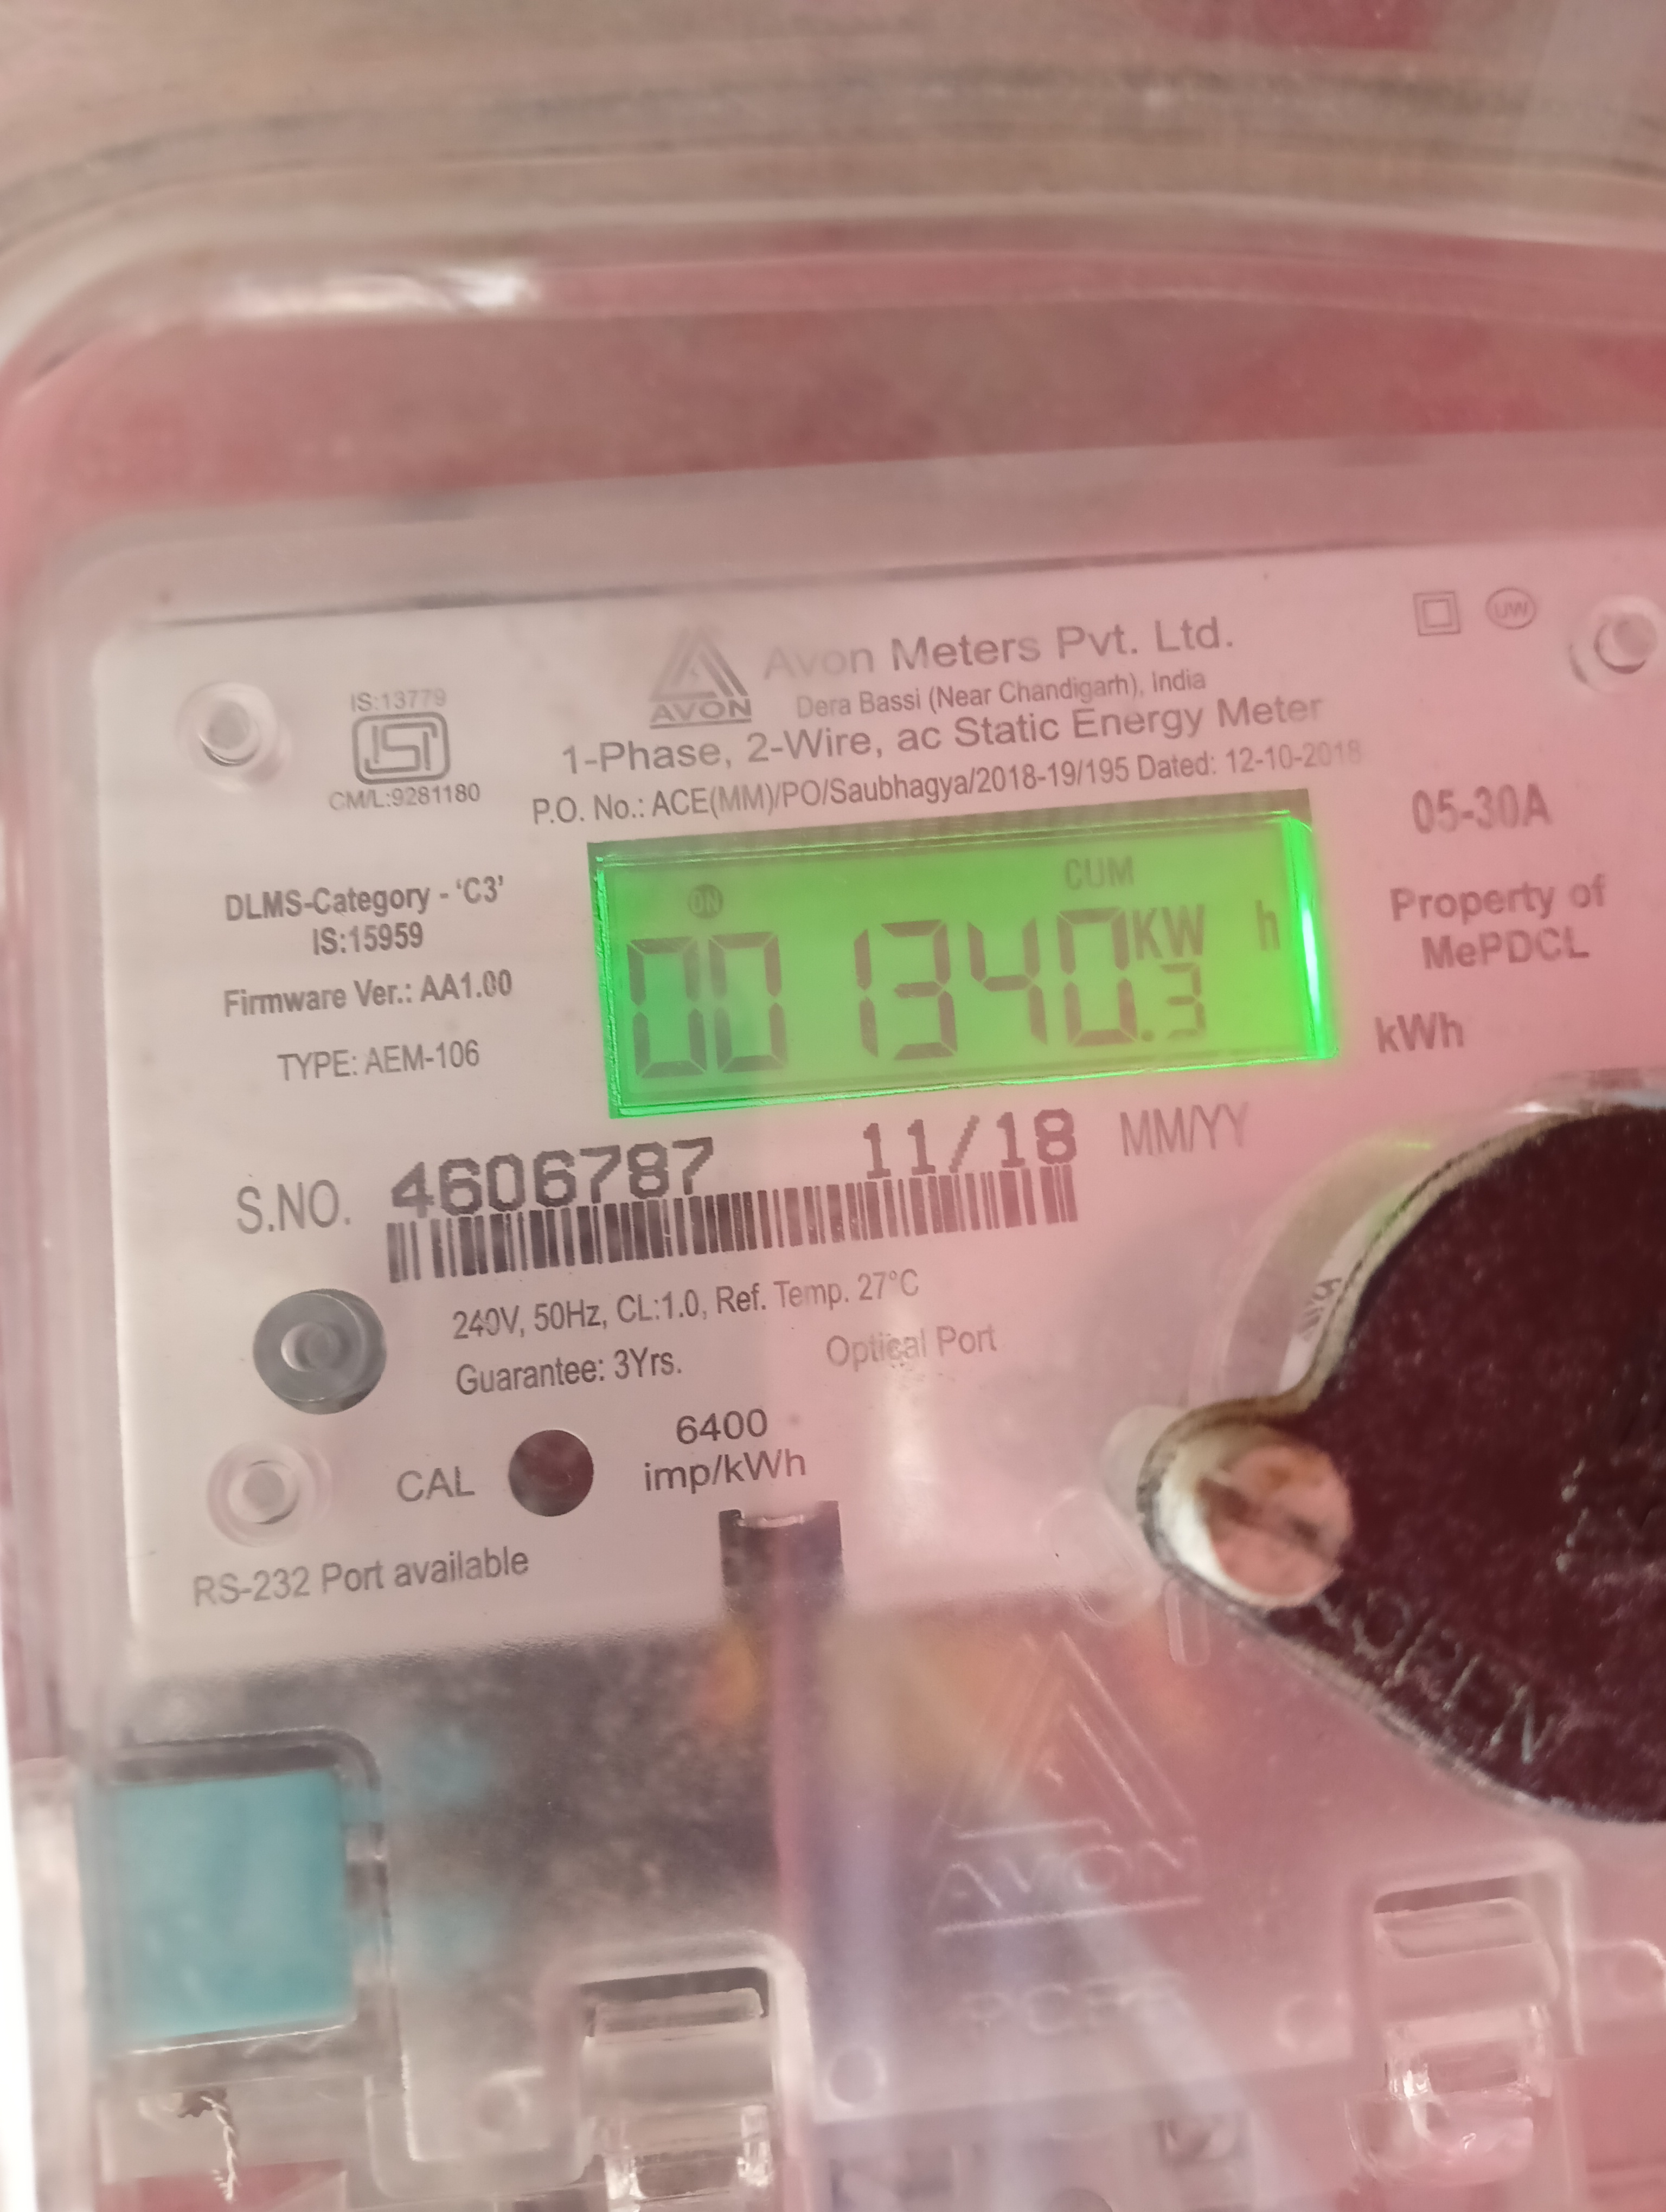 Avon Meters Pvt. Ltd.
AVON
Dera Bassi (Near Chandigarh), India
1-Phase, 2-Wire, ac Static Energy Meter
P.O. No.: ACE(MM)/PO/Saubhagya/2018-19/195 Dated: 12-10-2018
UW
IS:13779
ISI
CM/L:9281180
05-30A
DLMS-Category - 'C3'
IS:15959
Firmware Ver.: AA1.00
TYPE: AEM-106
ON CUM
001340.3 KW h
Property of
MePDCL
kWh
S.NO. 4606787 11/18 MM/YY
240V, 50Hz, CL:1.0, Ref. Temp. 27°C
Guarantee: 3Yrs.
Optical Port
CAL
6400
imp/kWh
RS-232 Port available
OPEN
AVON